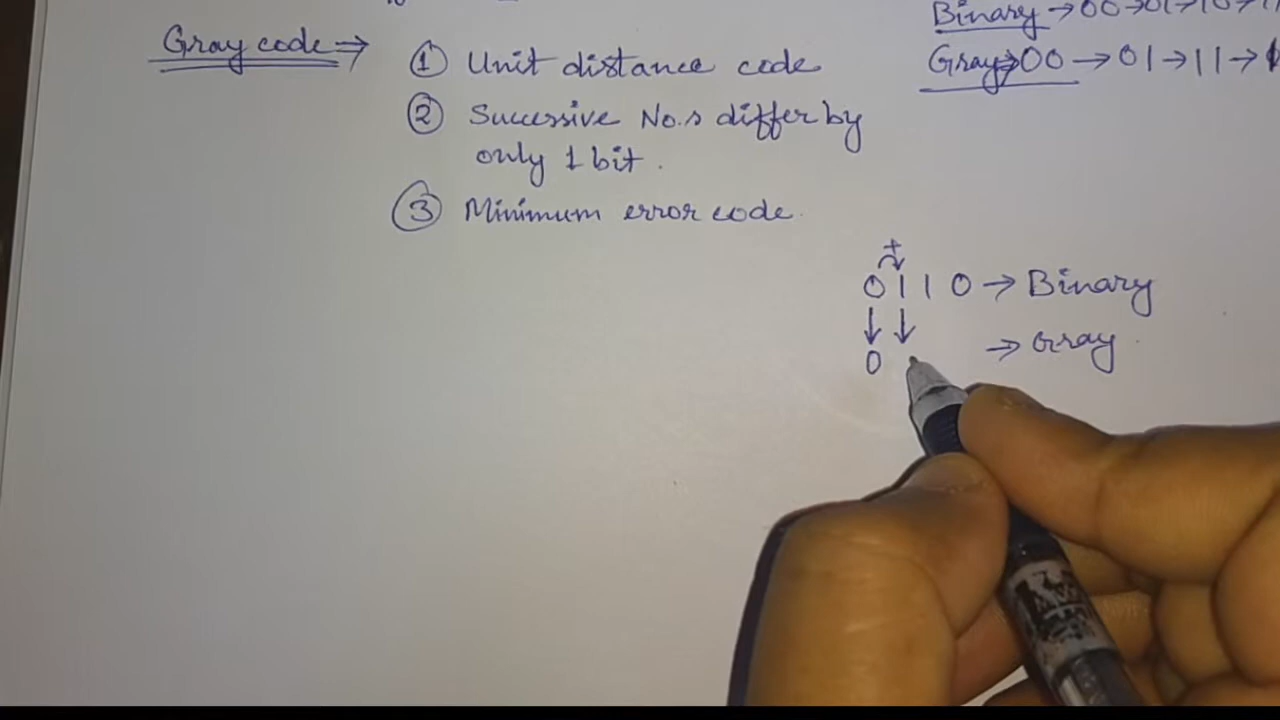 Binary → 00 → 01 → 10 →
Gray → 00 → 01 → 11 →
Gray code ⇒
① Unit distance code
② Successive No.s differ by
only 1 bit.
③ Minimum error code.
+
0 1 1 0 → Binary
↓ ↓
0 → Gray